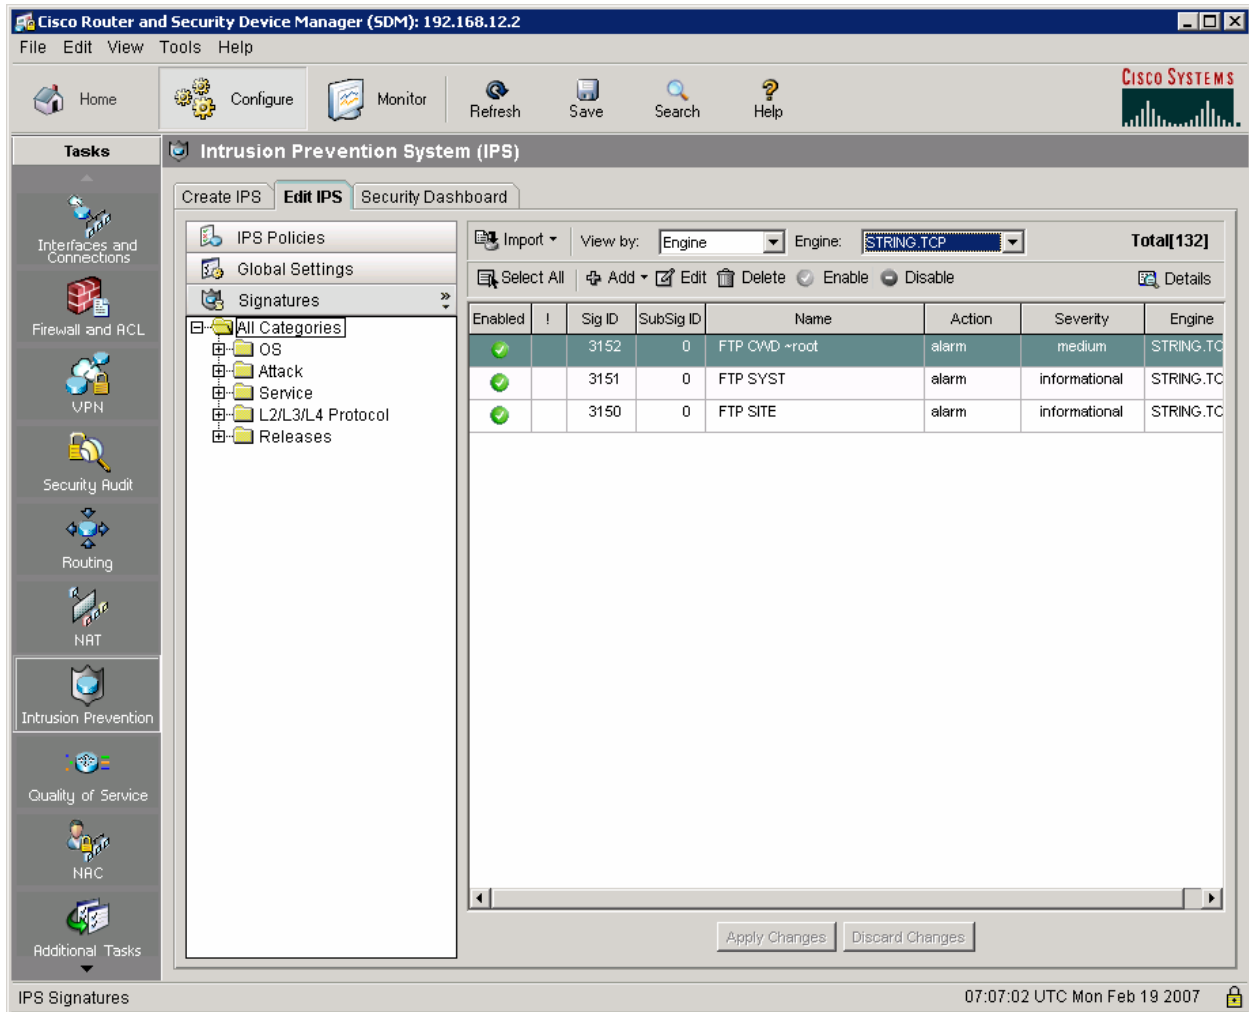 Cisco Router and Security Device Manager (SDM): 192.168.12.2
File Edit View Tools Help
Home Configure Monitor Refresh Save Search Help
CISCO SYSTEMS
Tasks
Intrusion Prevention System (IPS)
Create IPS Edit IPS Security Dashboard
Interfaces and
Connections
Firewall and ACL
VPN
Security Audit
Routing
NAT
Intrusion Prevention
Quality of Service
NAC
Additional Tasks
IPS Policies
Global Settings
Signatures
All Categories
OS
Attack
Service
L2/L3/L4 Protocol
Releases
Import View by: Engine Engine: STRING.TCP Total[132]
Select All Add Edit Delete Enable Disable Details
Enabled ! Sig ID SubSig ID Name Action Severity Engine
3152 0 FTP CWD ~root alarm medium STRING.TC
3151 0 FTP SYST alarm informational STRING.TC
3150 0 FTP SITE alarm informational STRING.TC
Apply Changes Discard Changes
IPS Signatures 07:07:02 UTC Mon Feb 19 2007